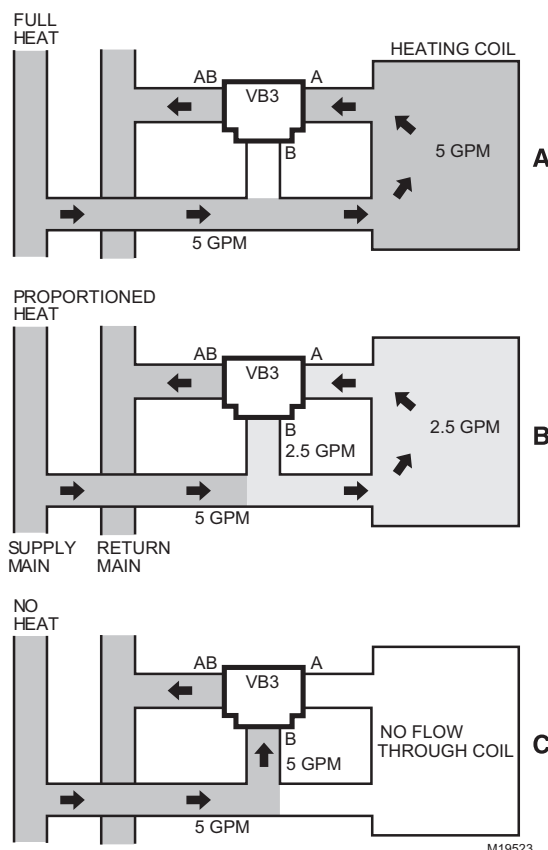 FULL
HEAT
HEATING COIL
AB
A
VB3
B
5 GPM
A
5 GPM
PROPORTIONED
HEAT
AB
A
VB3
B
2.5 GPM
2.5 GPM
B
5 GPM
SUPPLY
MAIN
RETURN
MAIN
NO
HEAT
AB
A
VB3
B
5 GPM
NO FLOW
THROUGH COIL
C
5 GPM
M19523